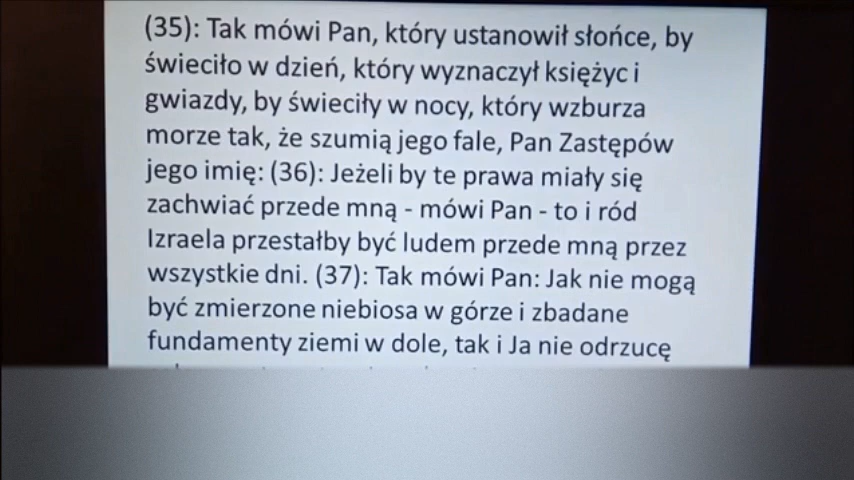 (35): Tak mówi Pan, który ustanowił słońce, by
świeciło w dzień, który wyznaczył księżyc i
gwiazdy, by świeciły w nocy, który wzburza
morze tak, że szumią jego fale, Pan Zastępów
jego imię: (36): Jeżeli by te prawa miały się
zachwiać przede mną - mówi Pan - to i ród
Izraela przestałby być ludem przede mną przez
wszystkie dni. (37): Tak mówi Pan: Jak nie mogą
być zmierzone niebiosa w górze i zbadane
fundamenty ziemi w dole, tak i Ja nie odrzucę